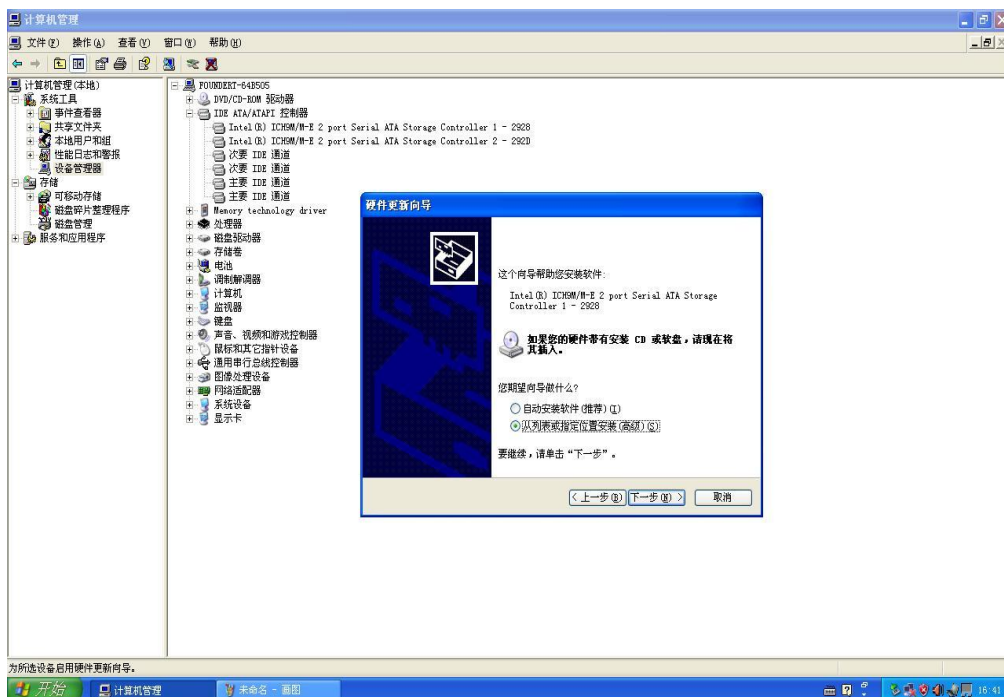 计算机管理
文件(F) 操作(A) 查看(V) 窗口(W) 帮助(H)
计算机管理(本地)
系统工具
事件查看器
共享文件夹
本地用户和组
性能日志和警报
设备管理器
存储
可移动存储
磁盘碎片整理程序
磁盘管理
服务和应用程序
FOUNDERT-64B505
DVD/CD-ROM 驱动器
IDE ATA/ATAPI 控制器
Intel(R) ICH9M/M-E 2 port Serial ATA Storage Controller 1 - 2928
Intel(R) ICH9M/M-E 2 port Serial ATA Storage Controller 2 - 292D
次要 IDE 通道
次要 IDE 通道
主要 IDE 通道
主要 IDE 通道
Memory technology driver
处理器
磁盘驱动器
存储卷
电池
调制解调器
计算机
监视器
键盘
声音、视频和游戏控制器
鼠标和其它指针设备
通用串行总线控制器
图像处理设备
网络适配器
系统设备
显示卡
硬件更新向导
这个向导帮助您安装软件:
Intel(R) ICH9M/M-E 2 port Serial ATA Storage
Controller 1 - 2928
如果您的硬件带有安装 CD 或软盘，请现在将
其插入。
您期望向导做什么?
自动安装软件(推荐)(I)
从列表或指定位置安装(高级)(S)
要继续，请单击“下一步”。
< 上一步(B) 下一步(N) > 取消
为所选设备启用硬件更新向导。
开始 计算机管理 未命名 - 画图 16:41